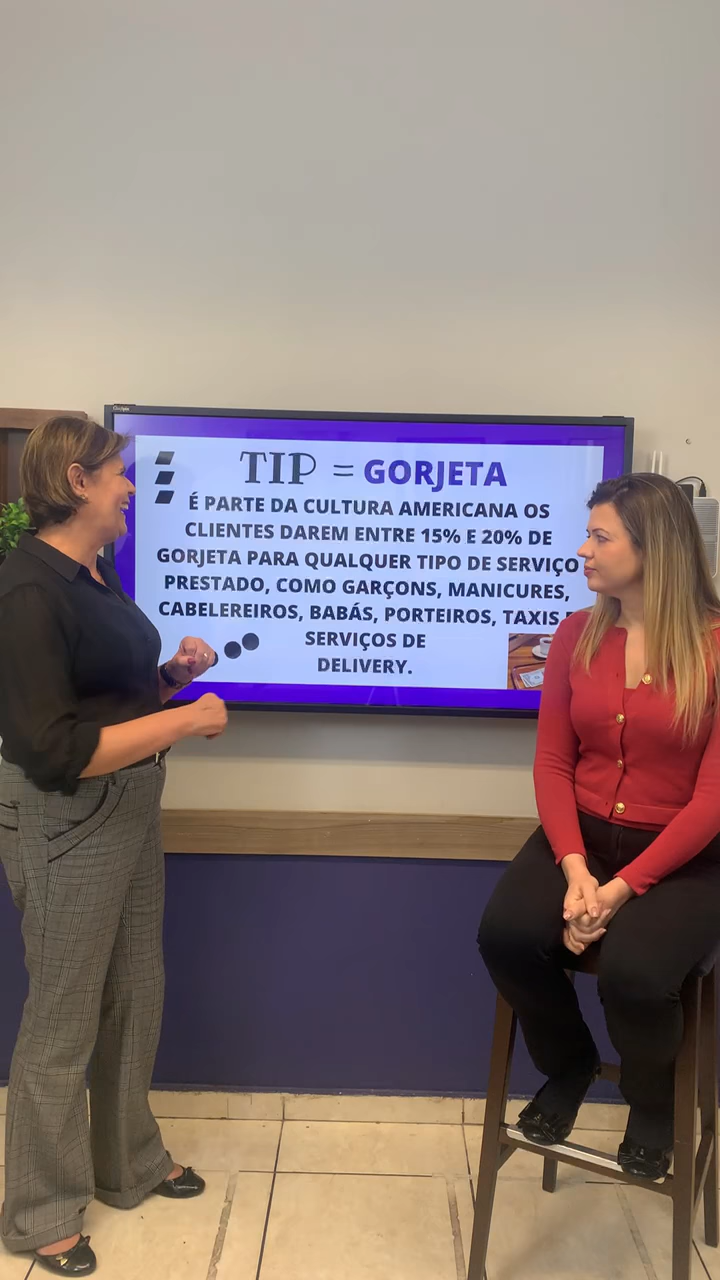 TIP = GORJETA
É PARTE DA CULTURA AMERICANA OS
CLIENTES DAREM ENTRE 15% E 20% DE
GORJETA PARA QUALQUER TIPO DE SERVIÇO
PRESTADO, COMO GARÇONS, MANICURES,
CABELEREIROS, BABÁS, PORTEIROS, TAXIS E
SERVIÇOS DE
DELIVERY.